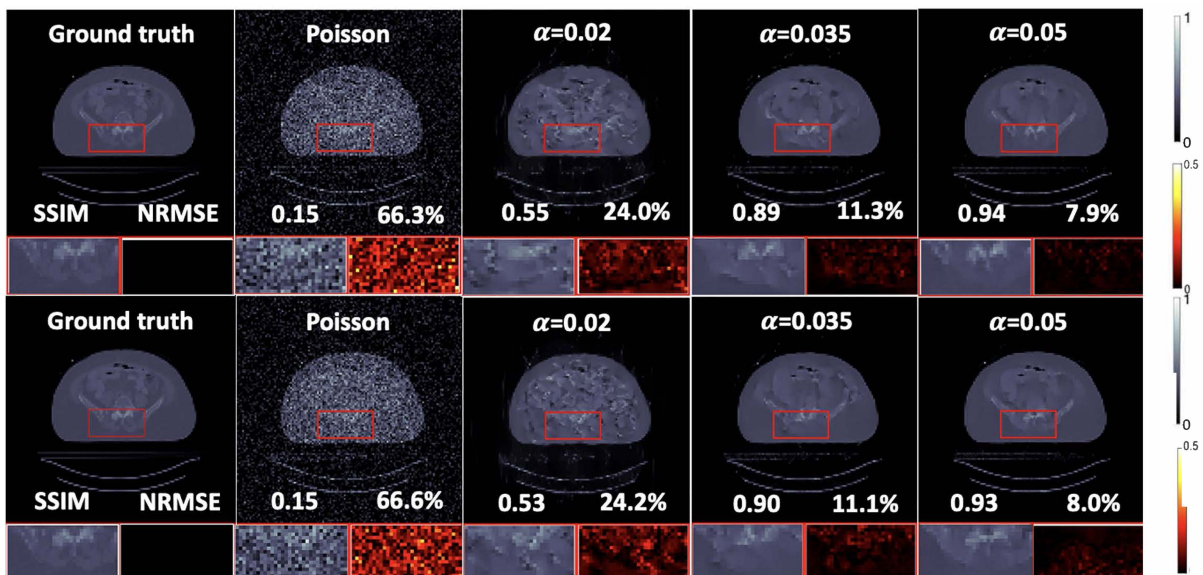 Ground truth Poisson α=0.02 α=0.035 α=0.05
1
0
SSIM NRMSE 0.15 66.3% 0.55 24.0% 0.89 11.3% 0.94 7.9%
0.5
0
Ground truth Poisson α=0.02 α=0.035 α=0.05
1
0
SSIM NRMSE 0.15 66.6% 0.53 24.2% 0.90 11.1% 0.93 8.0%
0.5
0